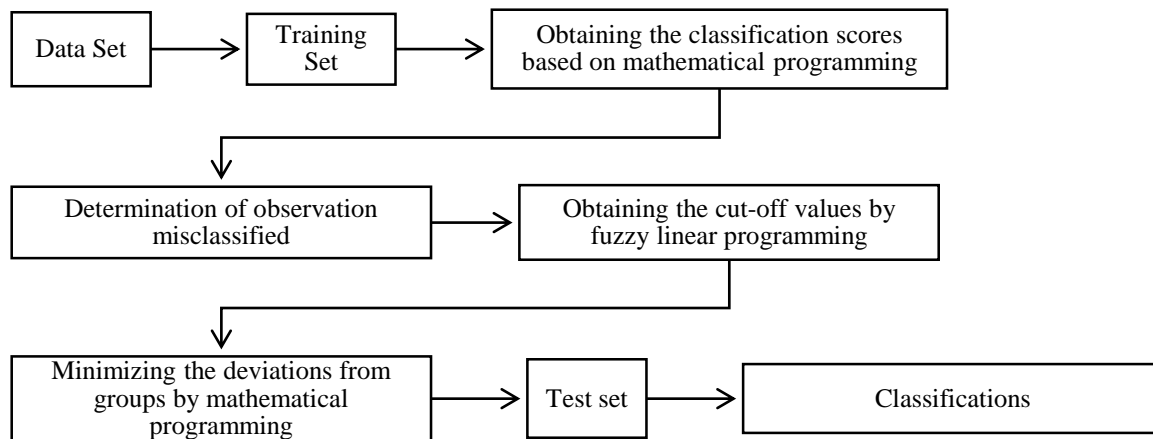 Data Set
Training
Set
Obtaining the classification scores
based on mathematical programming
Determination of observation
misclassified
Obtaining the cut-off values by
fuzzy linear programming
Minimizing the deviations from
groups by mathematical
programming
Test set
Classifications